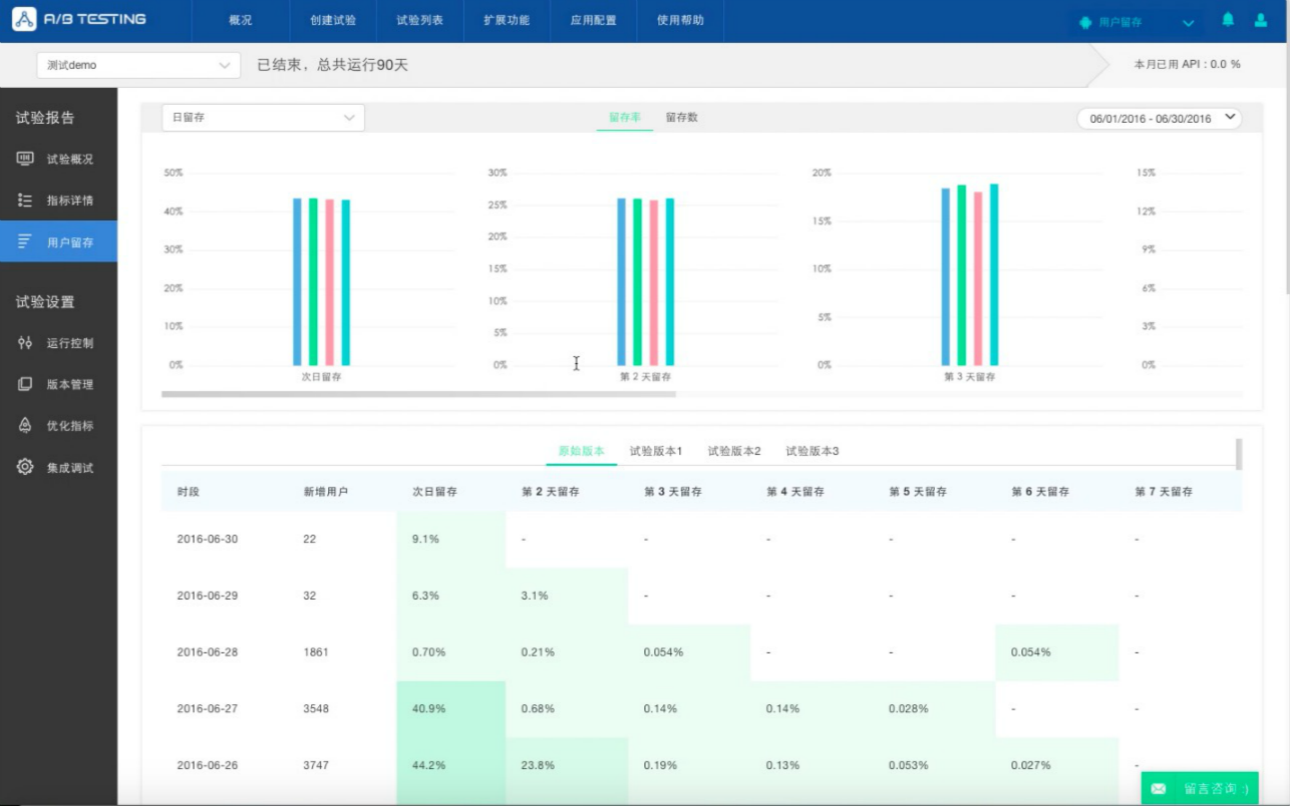 A/B TESTING 概况 创建试验 试验列表 扩展功能 应用配置 使用帮助 用户留存
测试demo 已结束，总共运行90天 本月已用 API : 0.0 %
试验报告
试验概况
指标详情
用户留存
试验设置
运行控制
版本管理
优化指标
集成调试
日留存 留存率 留存数 06/01/2016 - 06/30/2016
50%
40%
30%
20%
10%
0%
次日留存
30%
25%
20%
15%
10%
5%
0%
第 2 天留存
20%
15%
10%
5%
0%
第 3 天留存
15%
12%
9%
6%
3%
0%
原始版本 试验版本1 试验版本2 试验版本3
时段 新增用户 次日留存 第 2 天留存 第 3 天留存 第 4 天留存 第 5 天留存 第 6 天留存 第 7 天留存
2016-06-30 22 9.1% - - - - - -
2016-06-29 32 6.3% 3.1% - - - - -
2016-06-28 1861 0.70% 0.21% 0.054% - - 0.054% -
2016-06-27 3548 40.9% 0.68% 0.14% 0.14% 0.028% - -
2016-06-26 3747 44.2% 23.8% 0.19% 0.13% 0.053% 0.027% -
留言咨询 :)